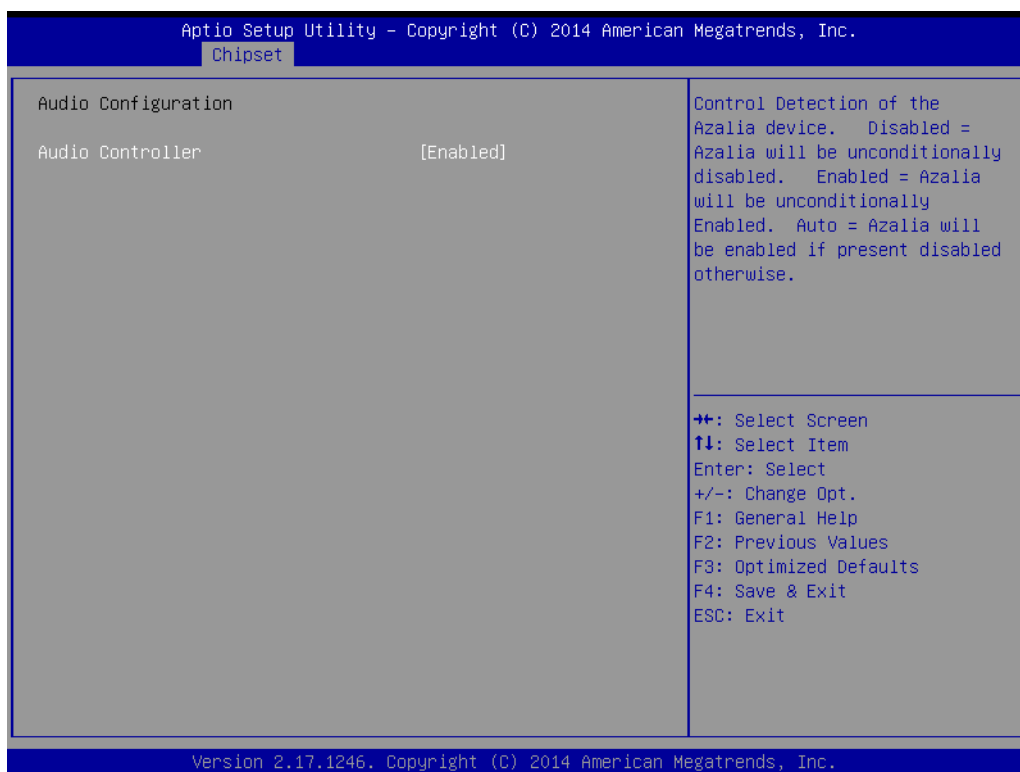 Aptio Setup Utility - Copyright (C) 2014 American Megatrends, Inc.
Chipset
Audio Configuration
Audio Controller [Enabled]
Control Detection of the
Azalia device. Disabled =
Azalia will be unconditionally
disabled. Enabled = Azalia
will be unconditionally
Enabled. Auto = Azalia will
be enabled if present disabled
otherwise.
→←: Select Screen
↑↓: Select Item
Enter: Select
+/-: Change Opt.
F1: General Help
F2: Previous Values
F3: Optimized Defaults
F4: Save & Exit
ESC: Exit
Version 2.17.1246. Copyright (C) 2014 American Megatrends, Inc.